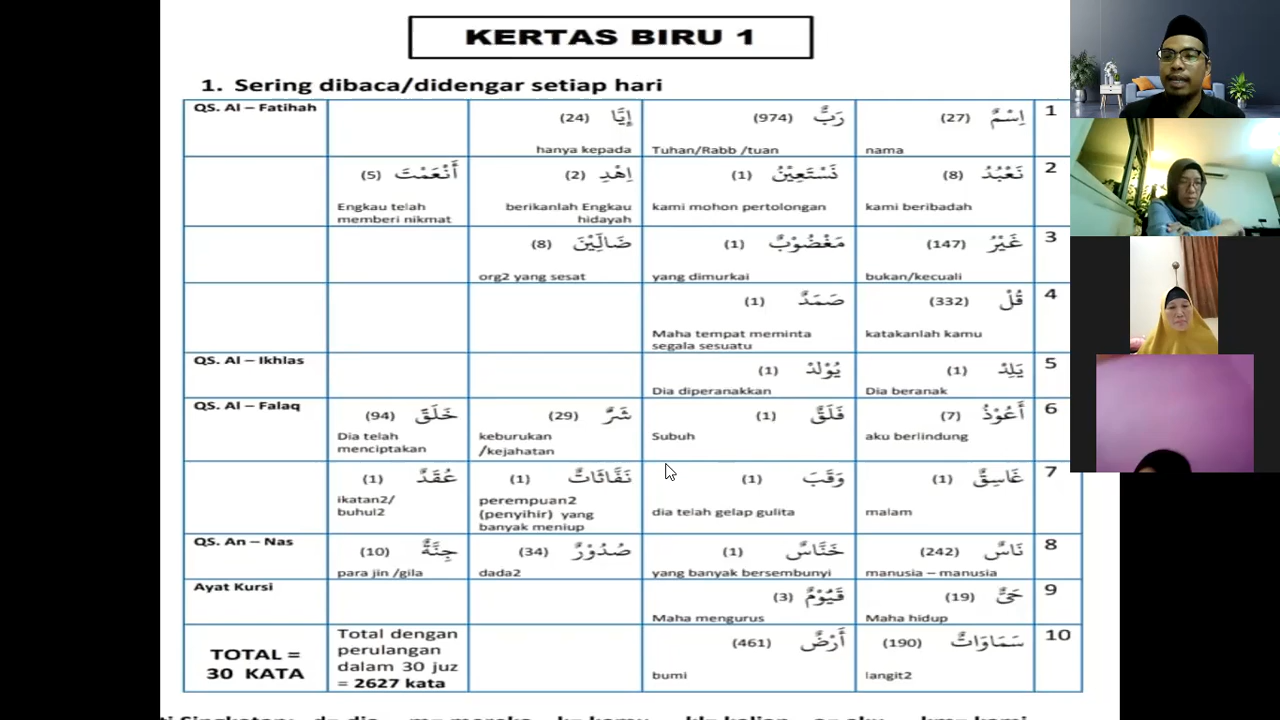 KERTAS BIRU 1
1. Sering dibaca/didengar setiap hari
QS. Al – Fatihah
(24) إِيَّا
(974) رَبٌّ
(27) اِسْمٌ
1
hanya kepada
Tuhan/Rabb /tuan
nama
(5) أَنْعَمْتَ
(2) اِهْدِ
(1) نَسْتَعِيْنُ
(8) نَعْبُدُ
2
Engkau telah
memberi nikmat
berikanlah Engkau
hidayah
kami mohon pertolongan
kami beribadah
(8) ضَالِّيْنَ
(1) مَغْضُوْبٌ
(147) غَيْرُ
3
org2 yang sesat
yang dimurkai
bukan/kecuali
(1) صَمَدٌ
(332) قُلْ
4
Maha tempat meminta
segala sesuatu
katakanlah kamu
QS. Al – Ikhlas
(1) يُوْلَدْ
(1) يَلِدْ
5
Dia diperanakkan
Dia beranak
QS. Al – Falaq
(94) خَلَقَ
(29) شَرٌّ
(1) فَلَقٌ
(7) أَعُوْذُ
6
Dia telah
menciptakan
keburukan
/kejahatan
Subuh
aku berlindung
(1) عُقَدٌ
(1) نَفَّاثَاتٌ
(1) وَقَبَ
(1) غَاسِقٌ
7
ikatan2/
buhul2
perempuan2
(penyihir) yang
banyak meniup
dia telah gelap gulita
malam
QS. An – Nas
(10) جِنَّةٌ
(34) صُدُوْرٌ
(1) خَنَّاسٌ
(242) نَاسٌ
8
para jin /gila
dada2
yang banyak bersembunyi
manusia – manusia
Ayat Kursi
(3) قَيُّوْمٌ
(19) حَيٌّ
9
Maha mengurus
Maha hidup
TOTAL =
30 KATA
Total dengan
perulangan
dalam 30 juz
= 2627 kata
(461) أَرْضٌ
(190) سَمَاوَاتٌ
10
bumi
langit2